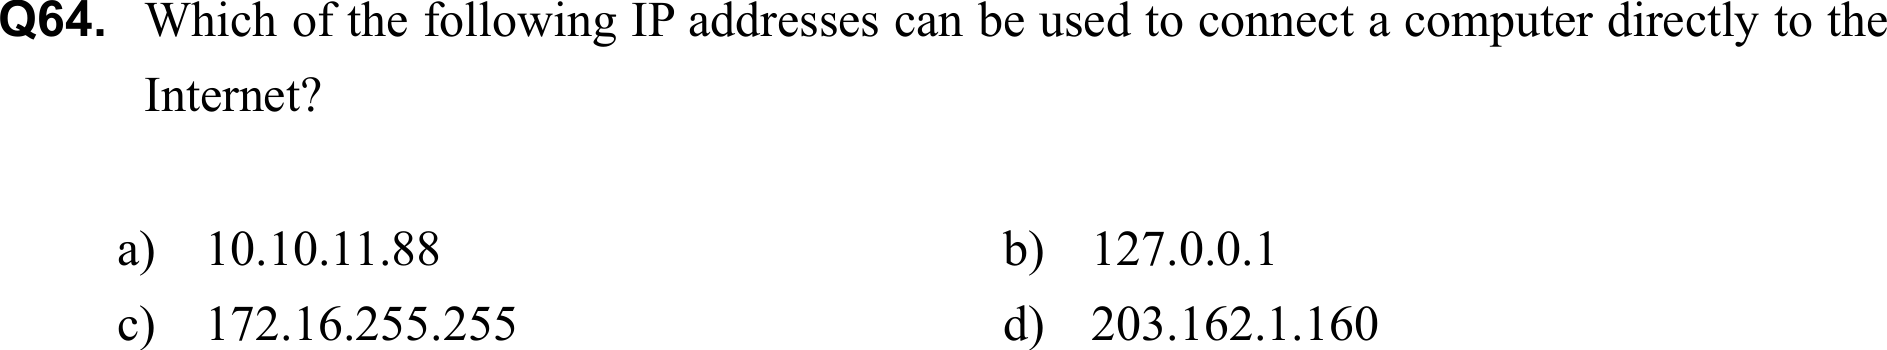 Q64. Which of the following IP addresses can be used to connect a computer directly to the
Internet?
a) 10.10.11.88 b) 127.0.0.1
c) 172.16.255.255 d) 203.162.1.160